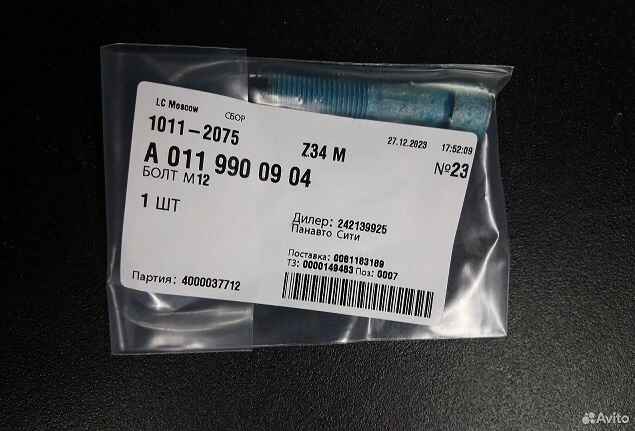 LC Moscow
СБОР
1011-2075
Z34 M
27.12.2023
17:52:09
A 011 990 09 04
№23
БОЛТ M12
1 ШТ
Дилер: 242139925
Панавто Сити
Поставка: 0081183189
ТЗ: 0000149483 Поз: 0007
Партия: 4000037712
Avito